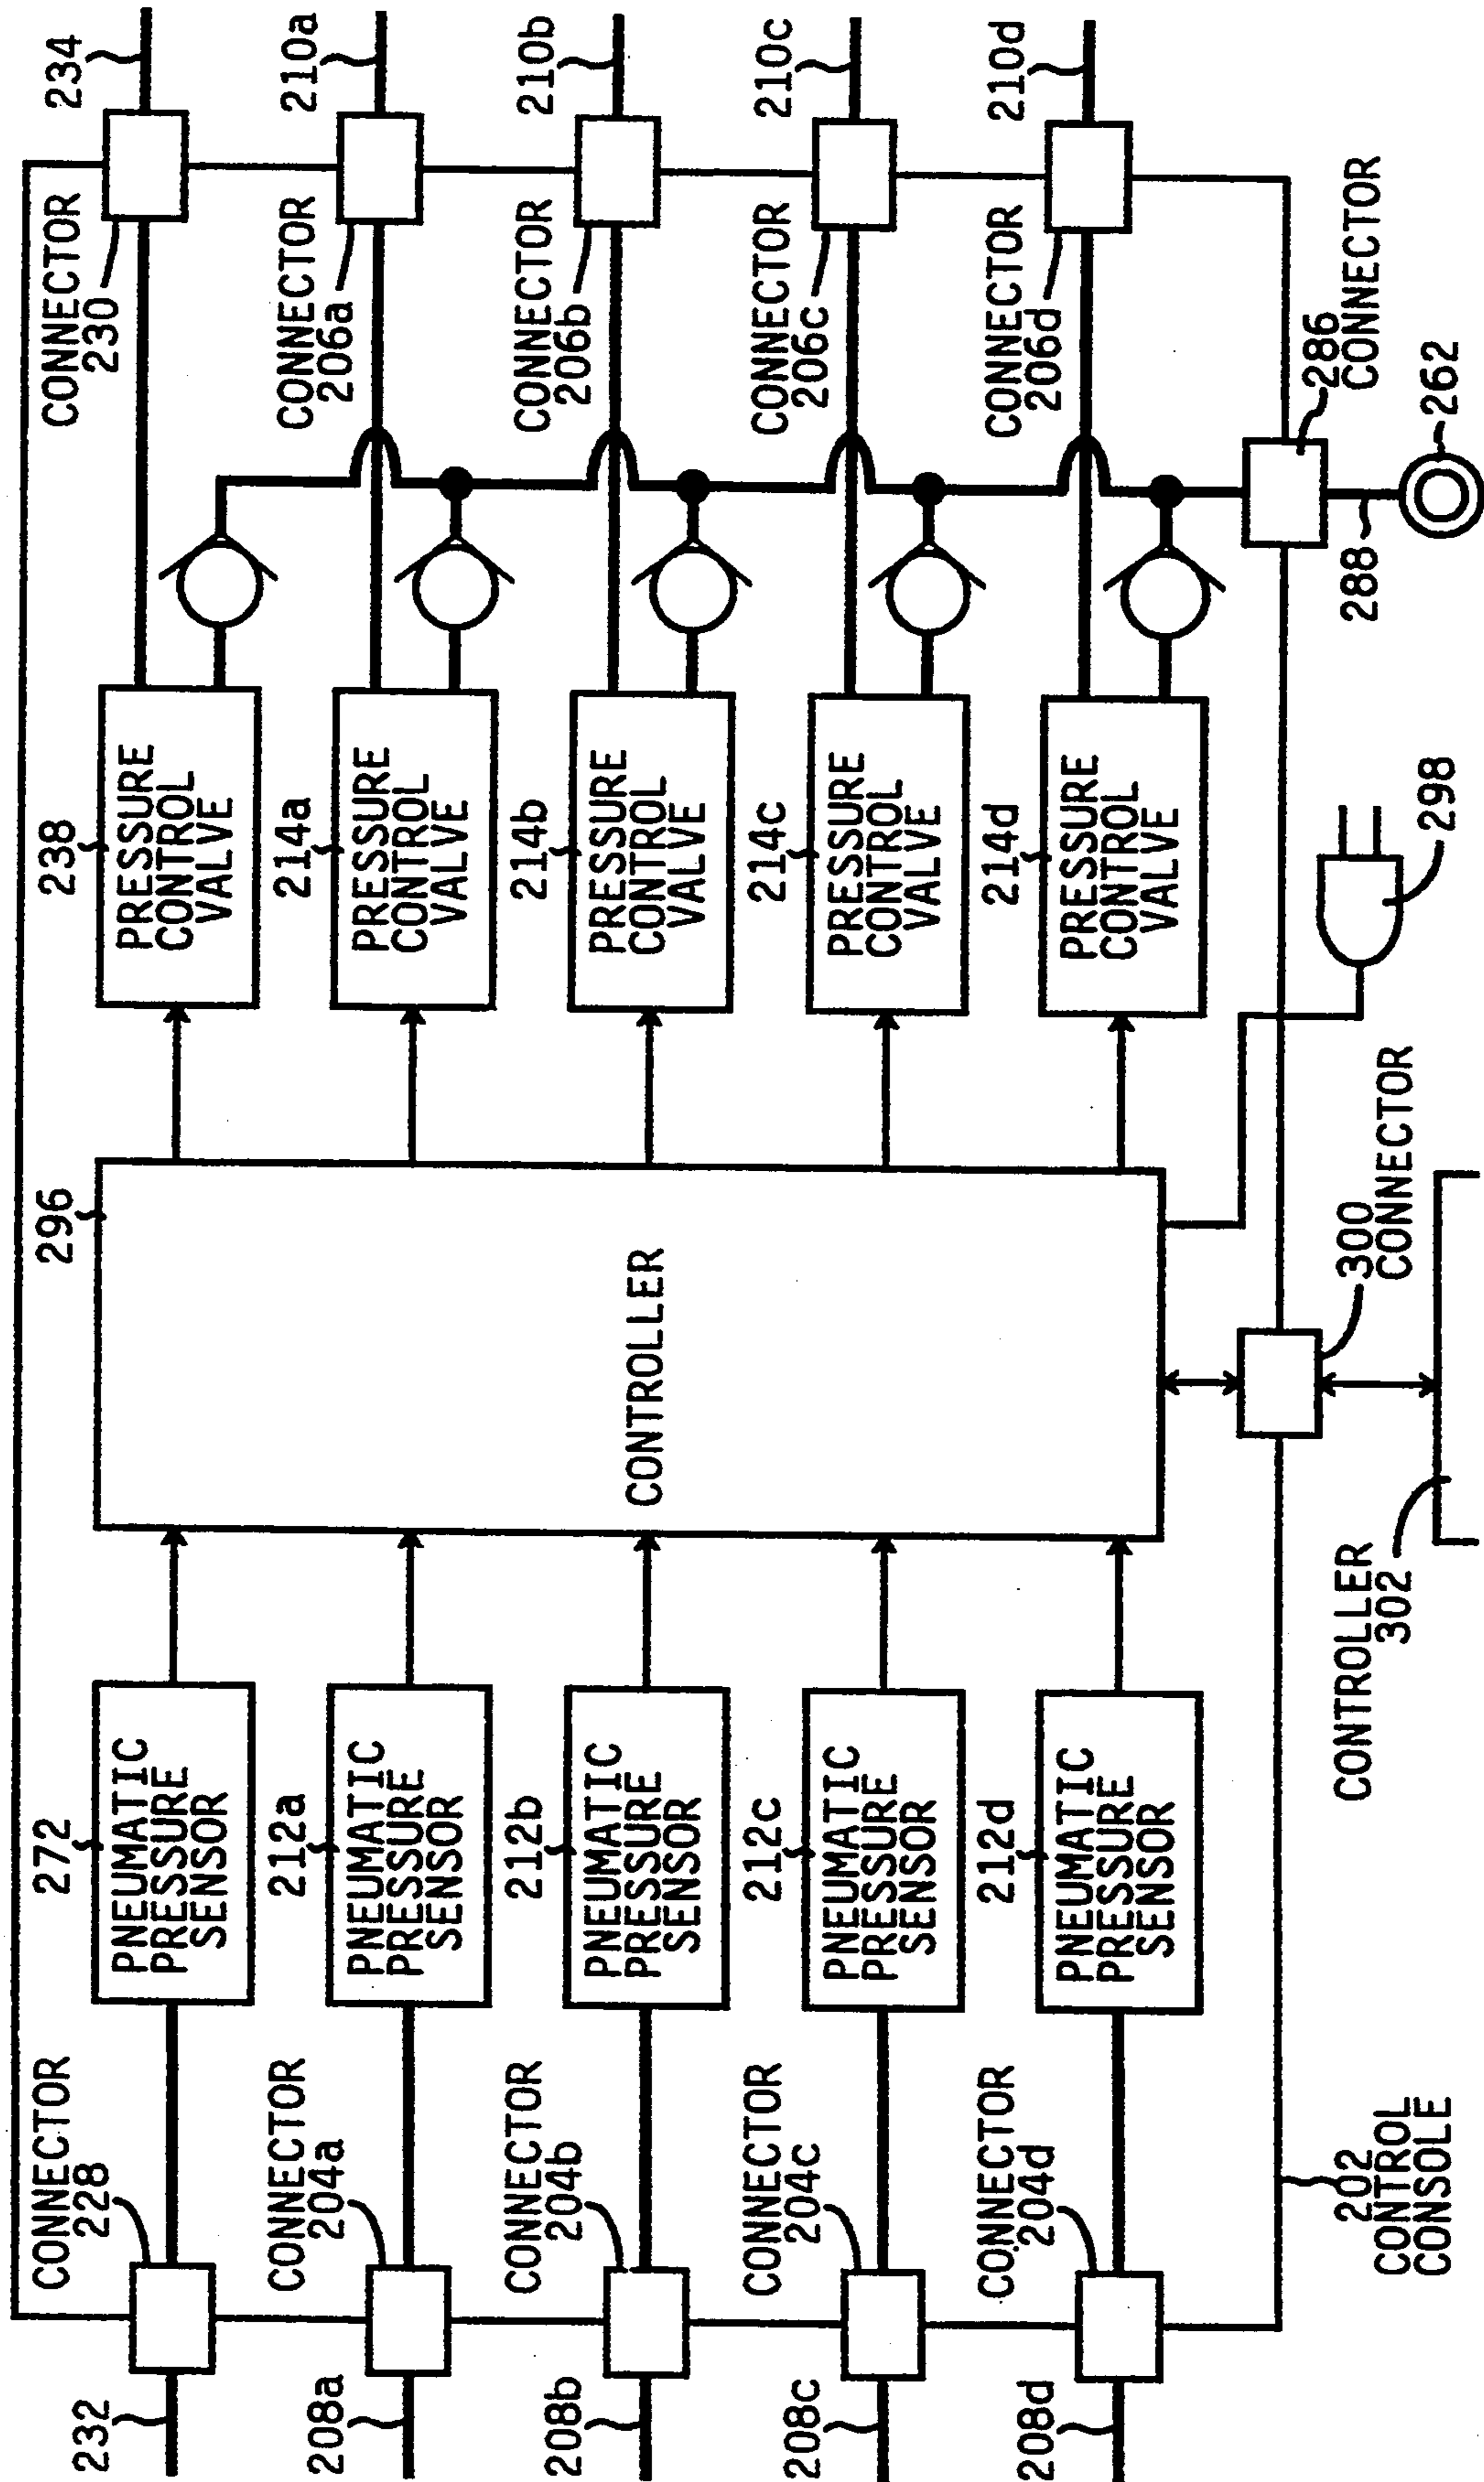 232
CONNECTOR
228
272
PNEUMATIC
PRESSURE
SENSOR
296
238
PRESSURE
CONTROL
VALVE
CONNECTOR
230
234
208a
CONNECTOR
204a
212a
PNEUMATIC
PRESSURE
SENSOR
214a
PRESSURE
CONTROL
VALVE
CONNECTOR
206a
210a
208b
CONNECTOR
204b
212b
PNEUMATIC
PRESSURE
SENSOR
CONTROLLER
214b
PRESSURE
CONTROL
VALVE
CONNECTOR
206b
210b
208c
CONNECTOR
204c
212c
PNEUMATIC
PRESSURE
SENSOR
214c
PRESSURE
CONTROL
VALVE
CONNECTOR
206c
210c
208d
CONNECTOR
204d
212d
PNEUMATIC
PRESSURE
SENSOR
214d
PRESSURE
CONTROL
VALVE
CONNECTOR
206d
210d
202
CONTROL
CONSOLE
CONTROLLER
302
300
CONNECTOR
298
288
286
CONNECTOR
262